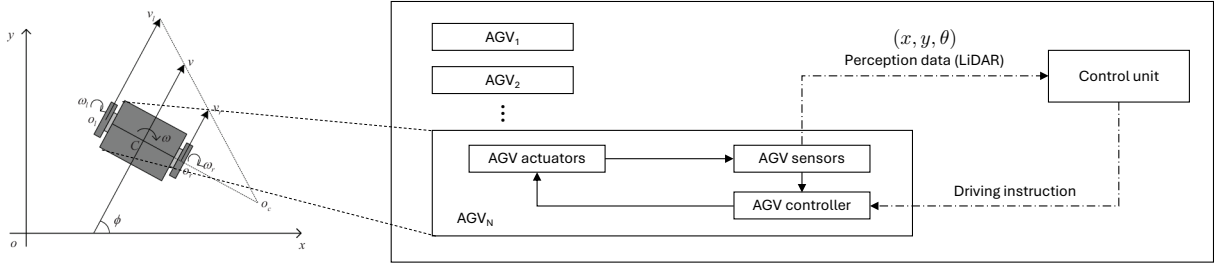 y
v_l
v
v_r
ω_l
o_l
C
ω
ω_r
o_r
o_c
ϕ
o
x
AGV_1
AGV_2
⋮
(x, y, θ)
Perception data (LiDAR)
Control unit
AGV actuators
AGV sensors
AGV controller
Driving instruction
AGV_N